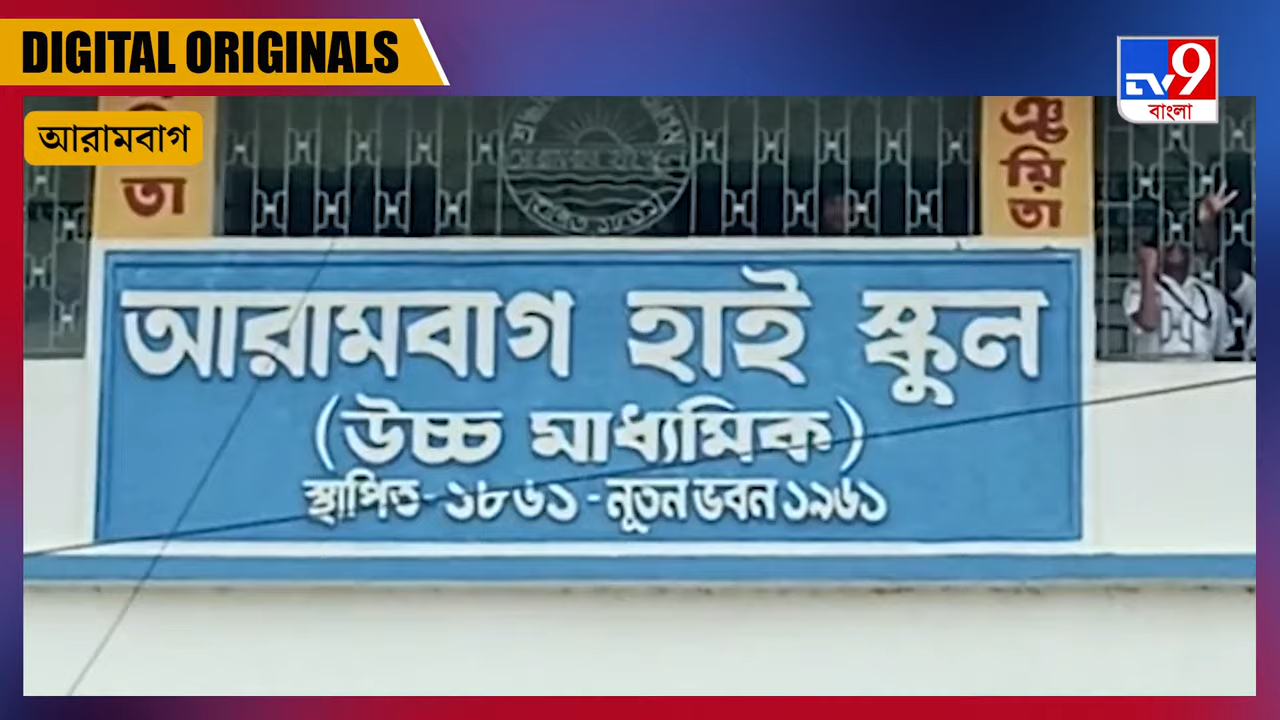 DIGITAL ORIGINALS
TV9
বাংলা
আরামবাগ
তা
ঞ্চ
মি
তা
আরামবাগ হাই স্কুল
(উচ্চ মাধ্যমিক)
স্থাপিত - ১৮৬১ - নূতন ভবন ১৯৬১